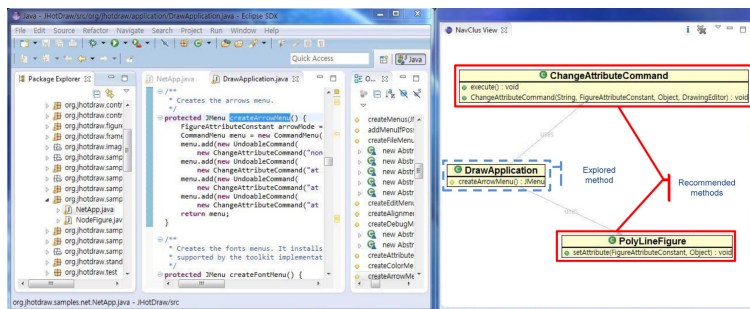 Java - JHotDraw/src/org/jhotdraw/application/DrawApplication.java - Eclipse SDK
File Edit Source Refactor Navigate Search Project Run Window Help
Quick Access
Java
Package Explorer
org.jhotdraw.contr
org.jhotdraw.contr
org.jhotdraw.figur
org.jhotdraw.frame
org.jhotdraw.imag
org.jhotdraw.samp
org.jhotdraw.samp
org.jhotdraw.samp
org.jhotdraw.samp
NetApp.java
NodeFigure.jav
org.jhotdraw.samp
org.jhotdraw.samp
org.jhotdraw.stand
org.jhotdraw.test
NetApp.java
DrawApplication.java
/**
* Creates the arrows menu.
*/
protected JMenu createArrowMenu() {
FigureAttributeConstant arrowMode =
CommandMenu menu = new CommandMenu(
menu.add(new UndoableCommand(
new ChangeAttributeCommand("non
menu.add(new UndoableCommand(
new ChangeAttributeCommand("at
menu.add(new UndoableCommand(
new ChangeAttributeCommand("at
menu.add(new UndoableCommand(
new ChangeAttributeCommand("at
return menu;
}
/**
* Creates the fonts menus. It installs
* supported by the toolkit implementat
*/
protected JMenu createFontMenu() {
O...
createMenus(JM
addMenuIfPoss
createFileMenu
new Abstr
new Abstr
new Abstr
new Abstr
new Abstr
createEditMenu
createAlignmen
createDebugM
new Abstr
new Abstr
createAttribute
createColorMe
createArrowMe
org.jhotdraw.samples.net.NetApp.java - JHotDraw/src
NavClus View
ChangeAttributeCommand
execute() : void
ChangeAttributeCommand(String, FigureAttributeConstant, Object, DrawingEditor) : void
uses
DrawApplication
createArrowMenu() : JMenu
Explored
method
Recommended
methods
uses
PolyLineFigure
setAttribute(FigureAttributeConstant, Object) : void